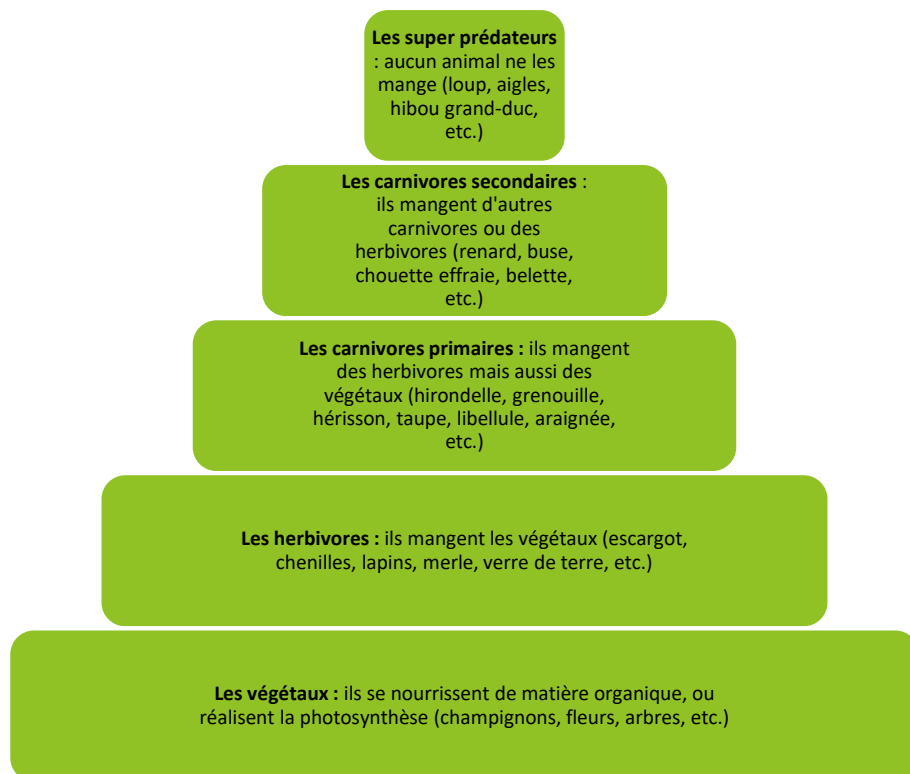 Les super prédateurs
: aucun animal ne les
mange (loup, aigles,
hibou grand-duc,
etc.)
Les carnivores secondaires :
ils mangent d'autres
carnivores ou des
herbivores (renard, buse,
chouette effraie, belette,
etc.)
Les carnivores primaires : ils mangent
des herbivores mais aussi des
végétaux (hirondelle, grenouille,
hérisson, taupe, libellule, araignée,
etc.)
Les herbivores : ils mangent les végétaux (escargot,
chenilles, lapins, merle, verre de terre, etc.)
Les végétaux : ils se nourrissent de matière organique, ou
réalisent la photosynthèse (champignons, fleurs, arbres, etc.)